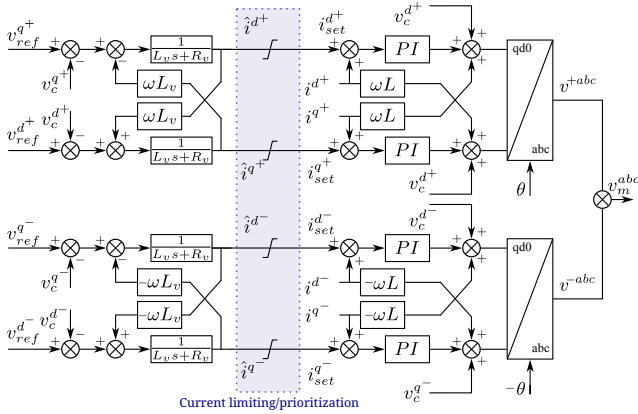 v_ref^{q+} + − + − 1/(L_v s+R_v) î^{d+} i_set^{d+} + + PI v_c^{d+} + + + qd0
v_c^{q+} ωL_v i^{d+} ωL
v_c^{d+} ωL_v i^{q+} ωL v^{+abc}
v_ref^{d+} + − + + 1/(L_v s+R_v) î^{q+} i_set^{q+} + + PI + + + abc
v_c^{d+} θ
v_m^{abc}
v_ref^{q−} + − + − 1/(L_v s+R_v) î^{d−} i_set^{d−} + + PI v_c^{d−} + + + qd0
v_c^{q−} −ωL_v i^{d−} −ωL
v_c^{d−} −ωL_v i^{q−} −ωL v^{−abc}
v_ref^{d−} + − + + 1/(L_v s+R_v) î^{q−} i_set^{q−} + + PI + + + abc
v_c^{q−} −θ
Current limiting/prioritization